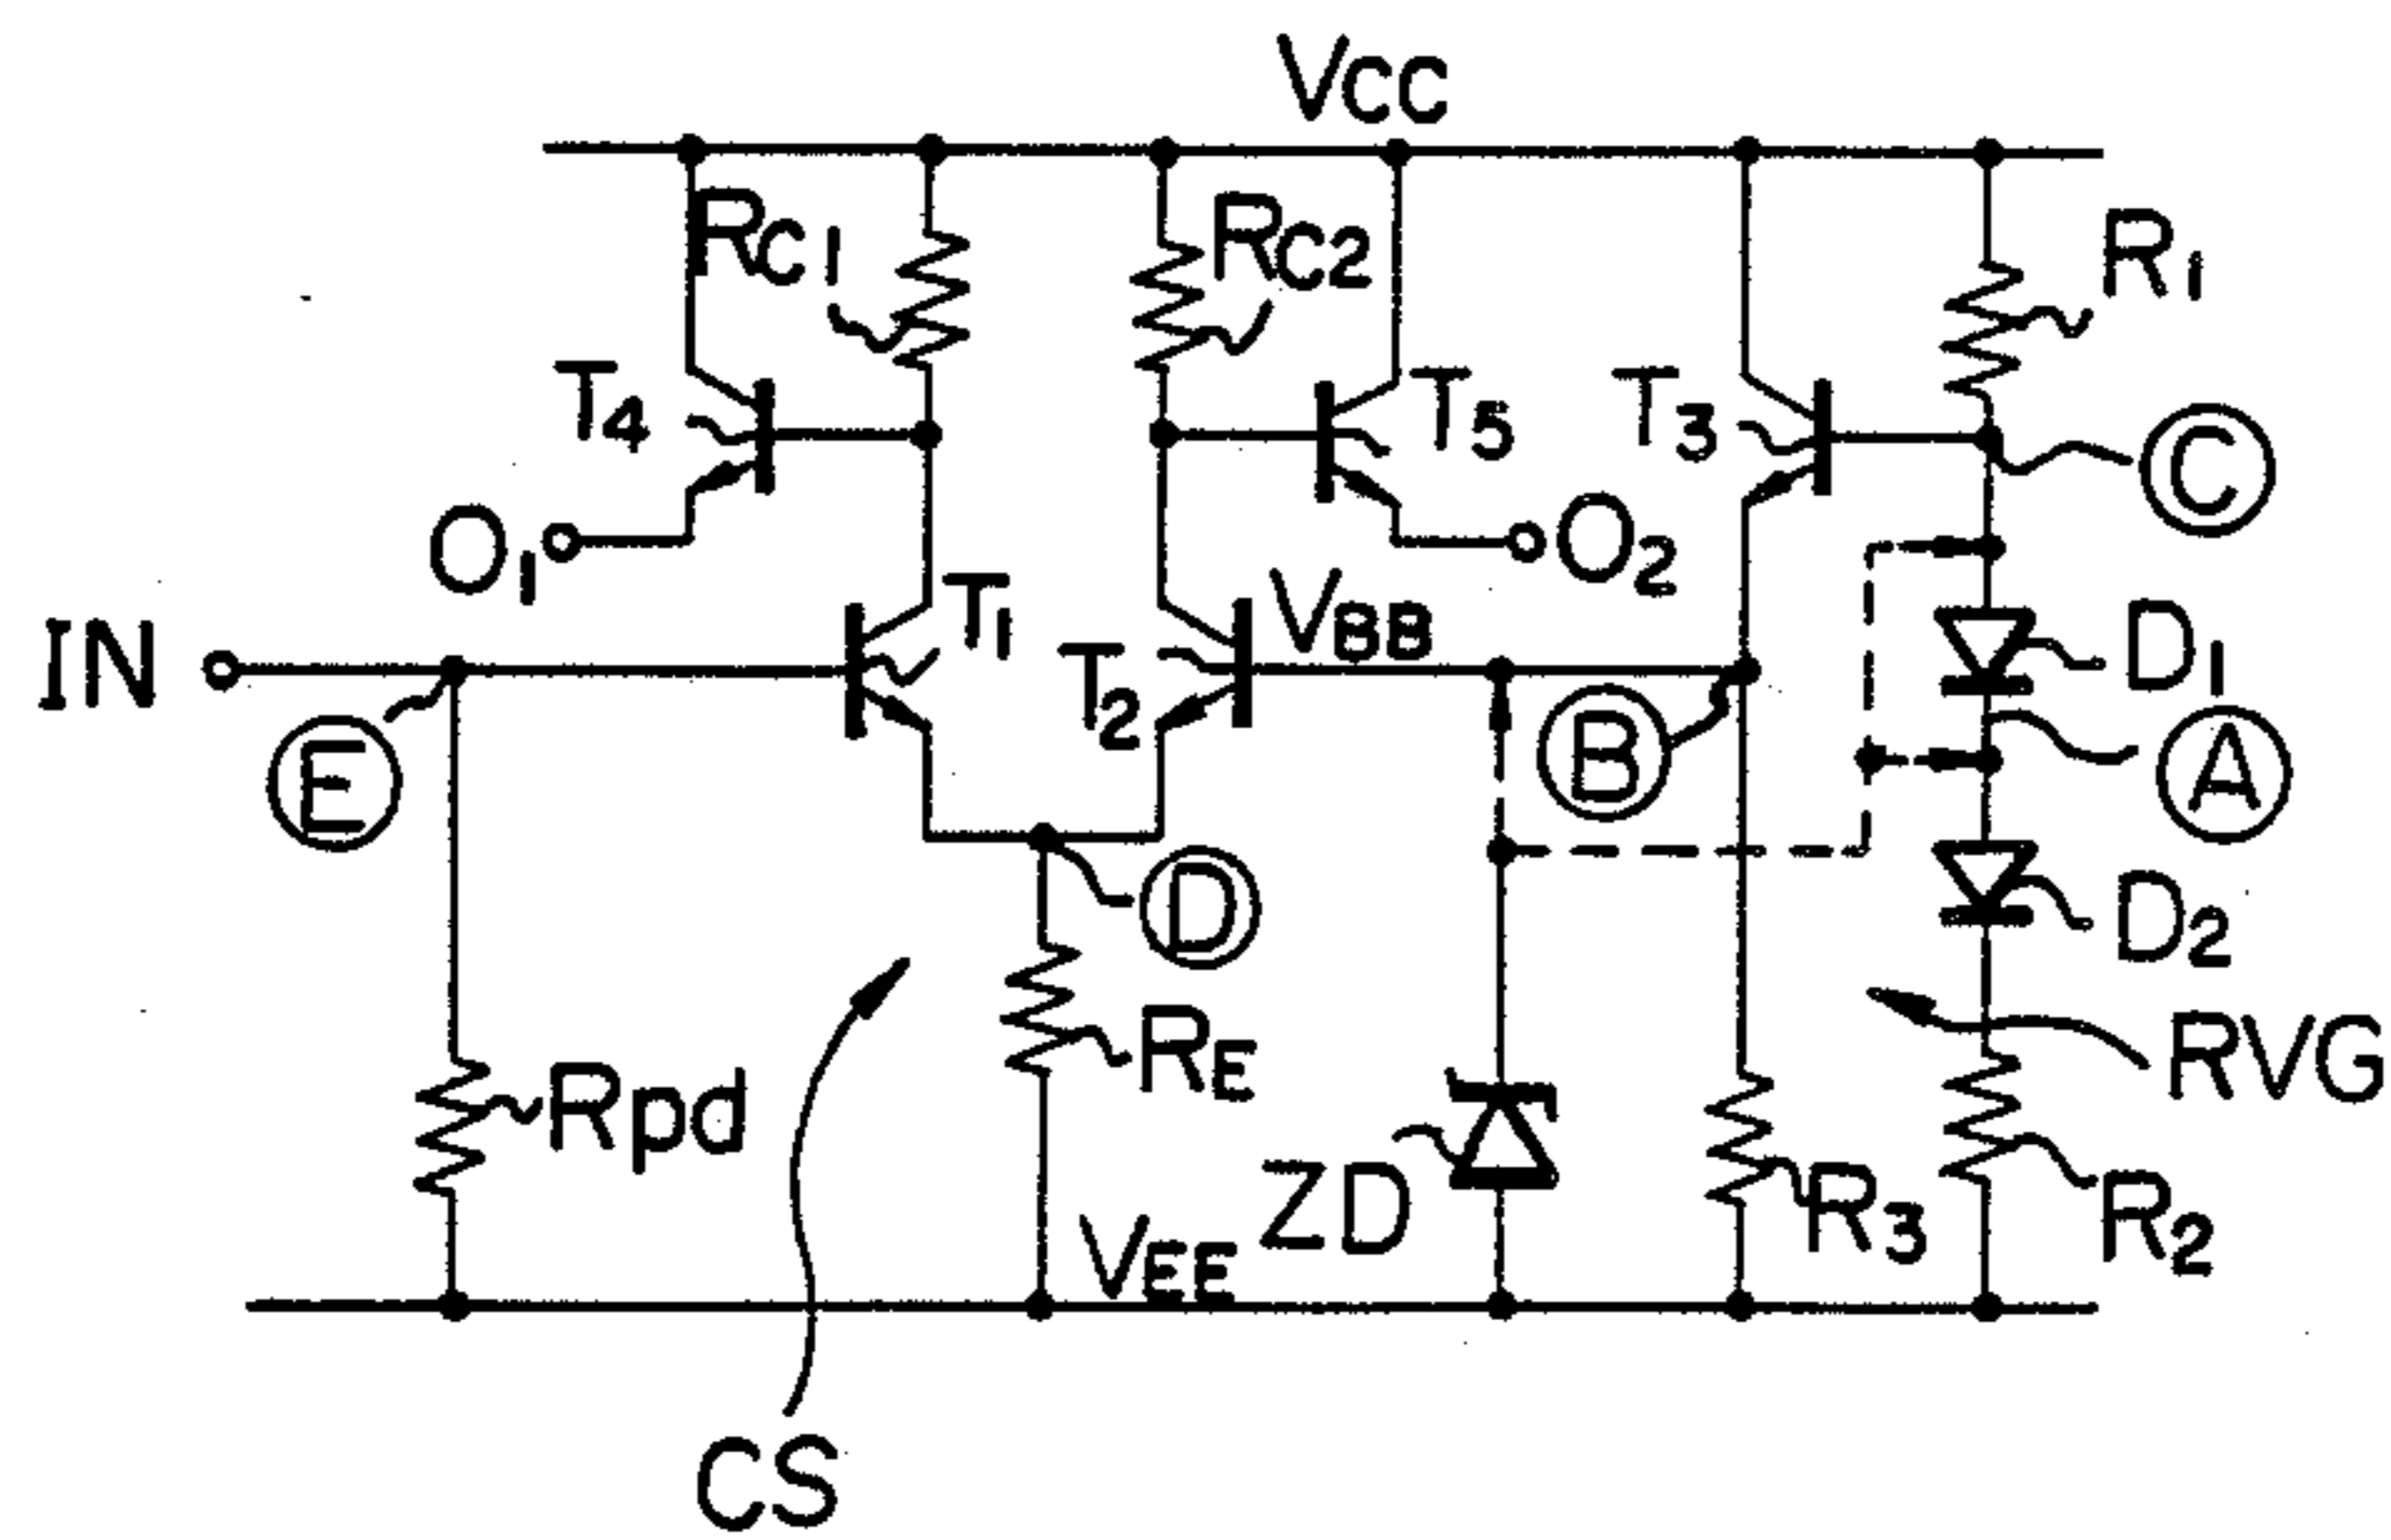 Vcc
RC1
RC2
R1
T4
T5
T3
C
O1
O2
IN
T1
T2
VBB
D1
E
B
A
D
D2
RE
RVG
Rpd
ZD
R3
R2
VEE
CS